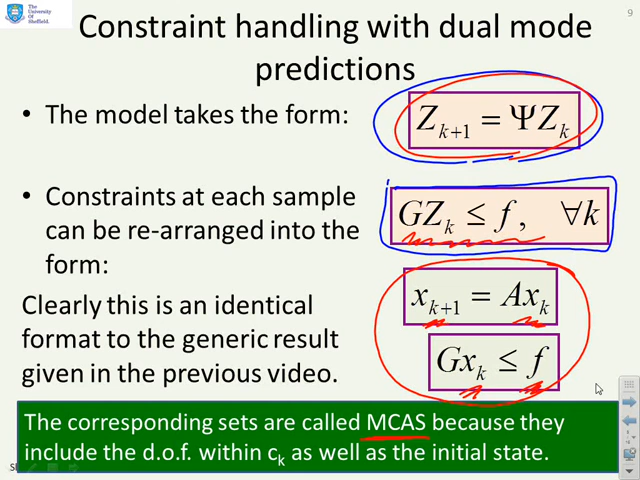 The
University
Of
Sheffield.
9
Constraint handling with dual mode
predictions
• The model takes the form:
Z_{k+1} = ΨZ_k
• Constraints at each sample
can be re-arranged into the
form:
GZ_k ≤ f, ∀k
Clearly this is an identical
format to the generic result
given in the previous video.
x_{k+1} = Ax_k
Gx_k ≤ f
The corresponding sets are called MCAS because they
include the d.o.f. within c_k as well as the initial state.